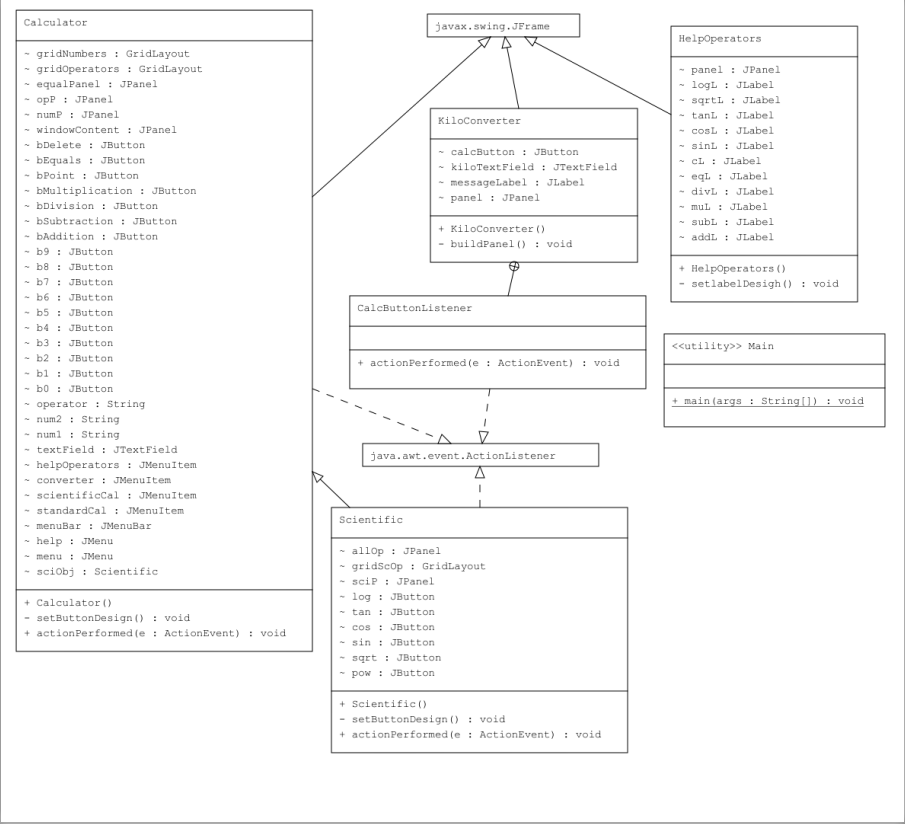 Calculator
~ gridNumbers : GridLayout
~ gridOperators : GridLayout
~ equalPanel : JPanel
~ opP : JPanel
~ numP : JPanel
~ windowContent : JPanel
~ bDelete : JButton
~ bEquals : JButton
~ bPoint : JButton
~ bMultiplication : JButton
~ bDivision : JButton
~ bSubtraction : JButton
~ bAddition : JButton
~ b9 : JButton
~ b8 : JButton
~ b7 : JButton
~ b6 : JButton
~ b5 : JButton
~ b4 : JButton
~ b3 : JButton
~ b2 : JButton
~ b1 : JButton
~ b0 : JButton
~ operator : String
~ num2 : String
~ num1 : String
~ textField : JTextField
~ helpOperators : JMenuItem
~ converter : JMenuItem
~ scientificCal : JMenuItem
~ standardCal : JMenuItem
~ menuBar : JMenuBar
~ help : JMenu
~ menu : JMenu
~ sciObj : Scientific
+ Calculator()
- setButtonDesign() : void
+ actionPerformed(e : ActionEvent) : void
javax.swing.JFrame
KiloConverter
~ calcButton : JButton
~ kiloTextField : JTextField
~ messageLabel : JLabel
~ panel : JPanel
+ KiloConverter()
- buildPanel() : void
HelpOperators
~ panel : JPanel
~ logL : JLabel
~ sqrtL : JLabel
~ tanL : JLabel
~ cosL : JLabel
~ sinL : JLabel
~ cL : JLabel
~ eqL : JLabel
~ divL : JLabel
~ muL : JLabel
~ subL : JLabel
~ addL : JLabel
+ HelpOperators()
- setlabelDesigh() : void
CalcButtonListener
+ actionPerformed(e : ActionEvent) : void
<<utility>> Main
+ main(args : String[]) : void
java.awt.event.ActionListener
Scientific
~ allOp : JPanel
~ gridScOp : GridLayout
~ sciP : JPanel
~ log : JButton
~ tan : JButton
~ cos : JButton
~ sin : JButton
~ sqrt : JButton
~ pow : JButton
+ Scientific()
- setButtonDesign() : void
+ actionPerformed(e : ActionEvent) : void